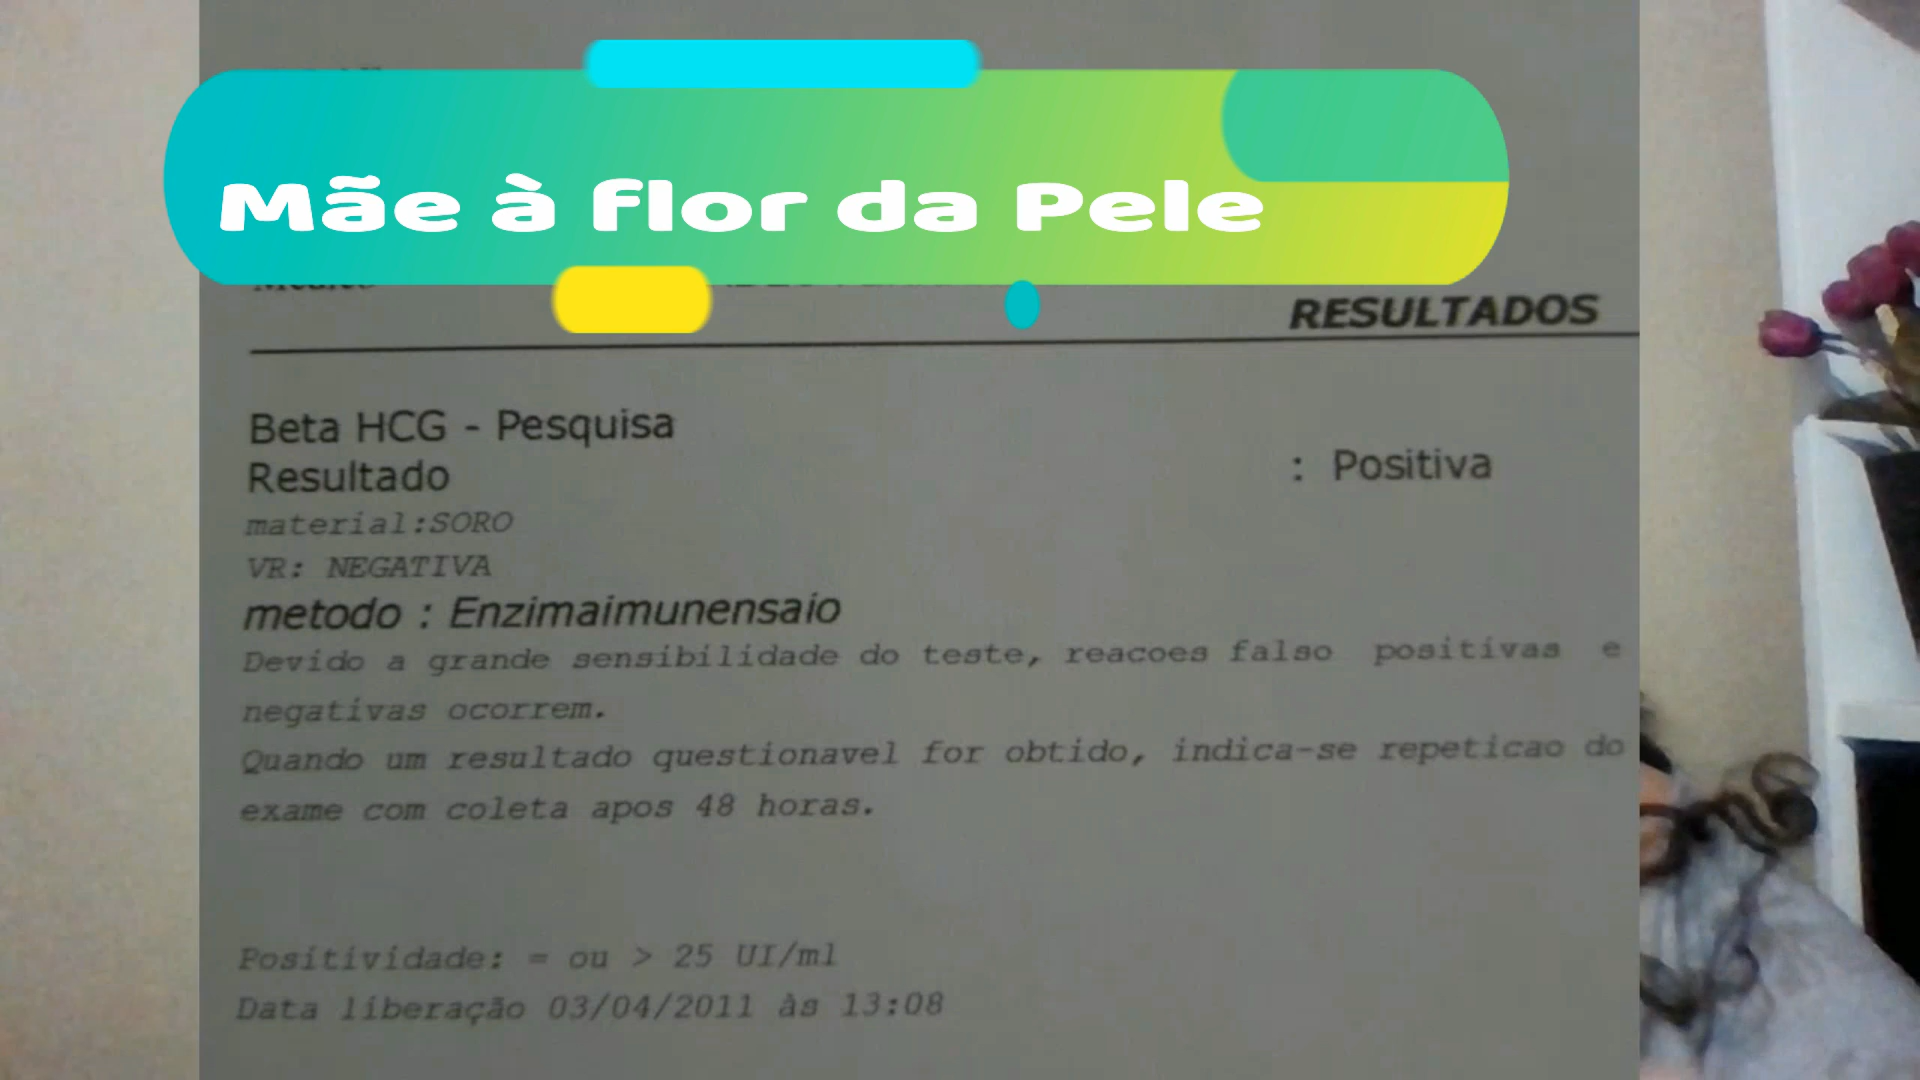 Mãe à flor da Pele
RESULTADOS
Beta HCG - Pesquisa
Resultado : Positiva
material:SORO
VR: NEGATIVA
metodo : Enzimaimunensaio
Devido a grande sensibilidade do teste, reacoes falso positivas e
negativas ocorrem.
Quando um resultado questionavel for obtido, indica-se repeticao do
exame com coleta apos 48 horas.
Positividade: = ou > 25 UI/ml
Data liberação 03/04/2011 às 13:08